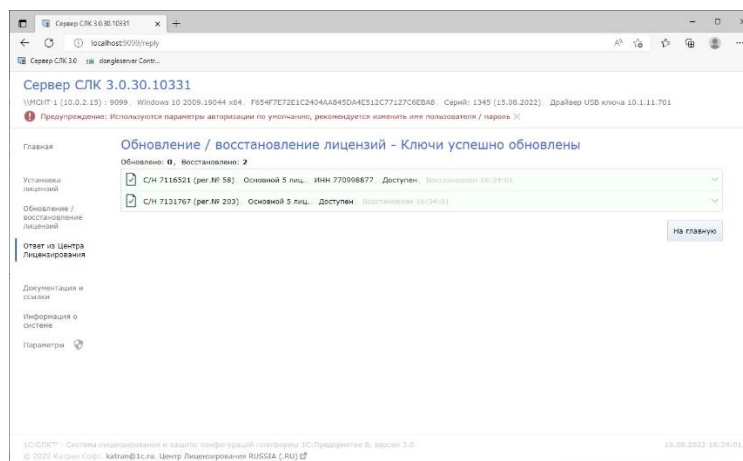 Сервер СЛК 3.0.30.10331
localhost:9099/reply
Сервер СЛК 3.0 dongleserver Contr...
Сервер СЛК 3.0.30.10331
\\MCHT-1 (10.0.2.15) : 9099, Windows 10 2009.19044 x64, Серий: 1345 (15.08.2022), Драйвер USB ключа 10.1.11.701
Предупреждение: Используются параметры авторизации по умолчанию, рекомендуется изменить имя пользователя / пароль
Главная
Установка лицензий
Обновление / восстановление лицензий
Ответ из Центра Лицензирования
Документация и ссылки
Информация о системе
Параметры
Обновление / восстановление лицензий - Ключи успешно обновлены
Обновлено: 0, Восстановлено: 2
С/Н 7116521 (рег.№ 58), Основной 5 лиц., ИНН 770998877, Доступен, Восстановлен 16:34:01
С/Н 7131767 (рег.№ 203), Основной 5 лиц., Доступен, Восстановлен 16:34:01
На главную
1С:СЛК™ - Система лицензирования и защиты конфигураций платформы 1С:Предприятие 8, версия 3.0
16.08.2022 16:34:01
© 2022 Катран Софт, katran@1c.ru, Центр Лицензирования RUSSIA (.RU)